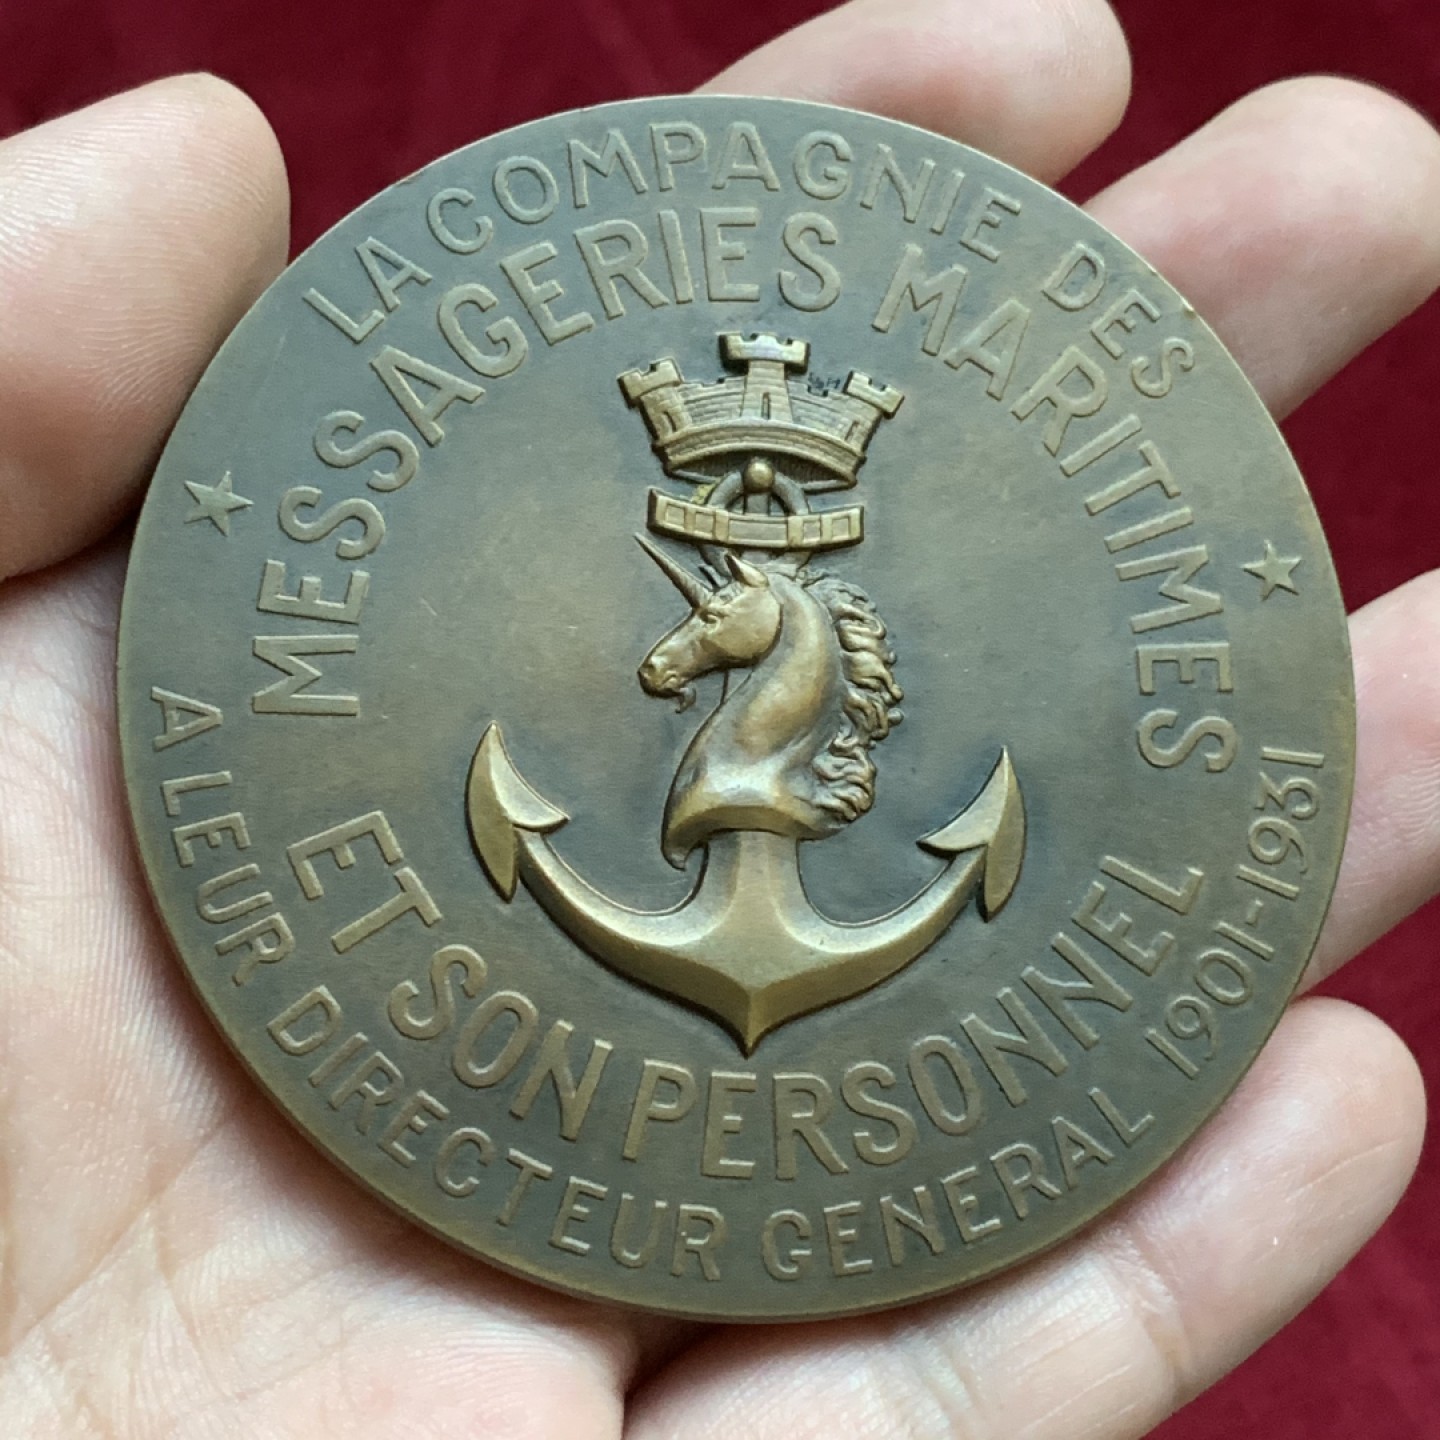 LA COMPAGNIE DES
MESSAGERIES MARITIMES
ET SON PERSONNEL
A LEUR DIRECTEUR GENERAL 1901-1931